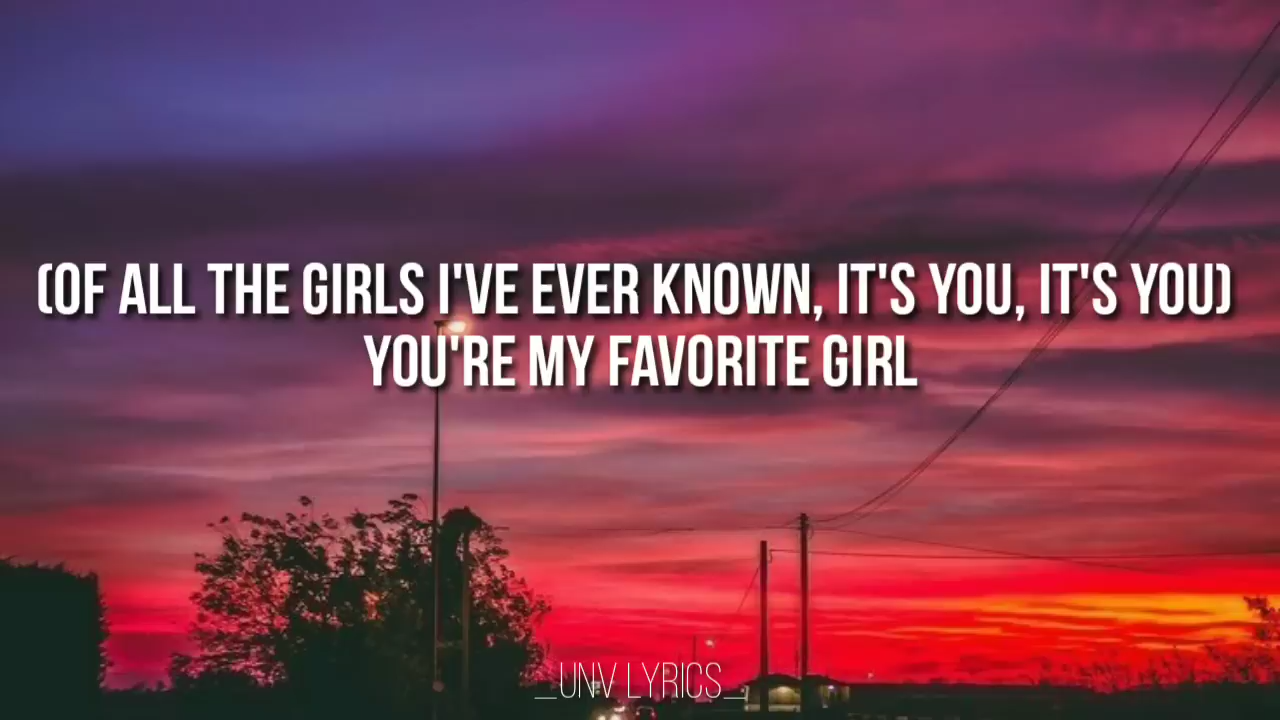 (OF ALL THE GIRLS I'VE EVER KNOWN, IT'S YOU, IT'S YOU)
YOU'RE MY FAVORITE GIRL
_UNV LYRICS_